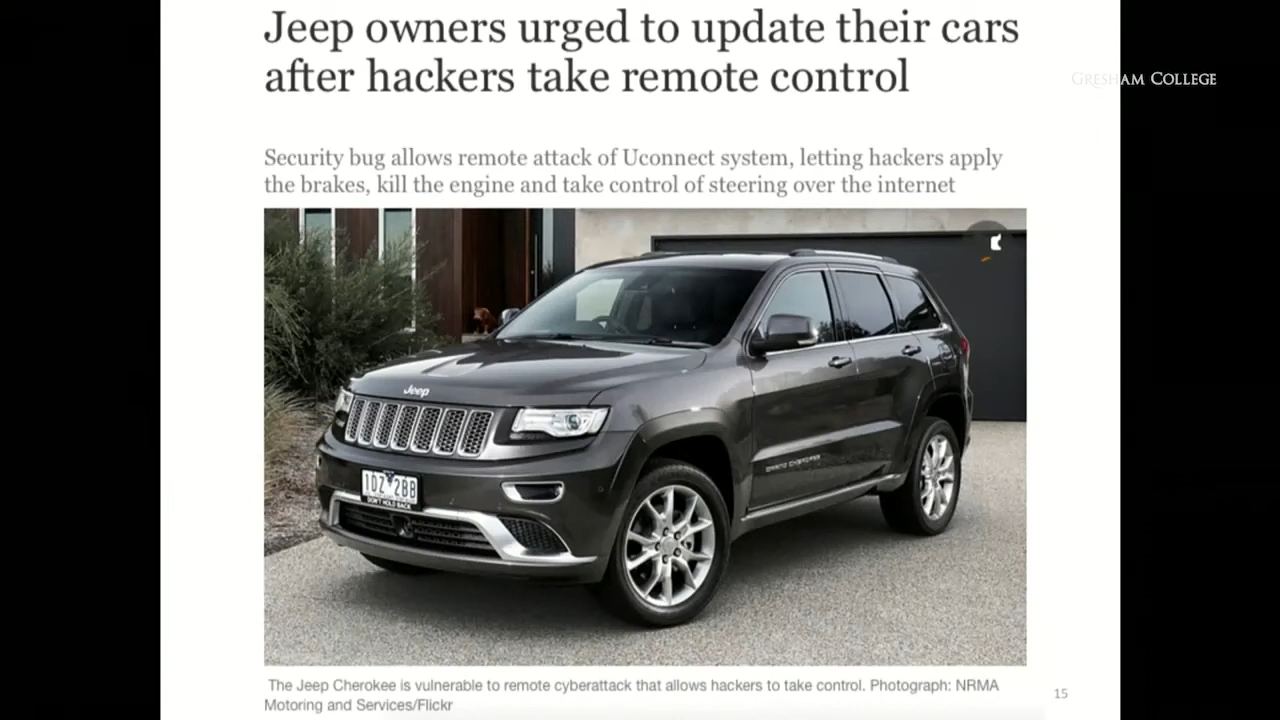 Jeep owners urged to update their cars
after hackers take remote control
GRESHAM COLLEGE
Security bug allows remote attack of Uconnect system, letting hackers apply
the brakes, kill the engine and take control of steering over the internet
Jeep
GRAND CHEROKEE
1DZ 2BB
DON'T HOLD BACK
The Jeep Cherokee is vulnerable to remote cyberattack that allows hackers to take control. Photograph: NRMA
Motoring and Services/Flickr
15